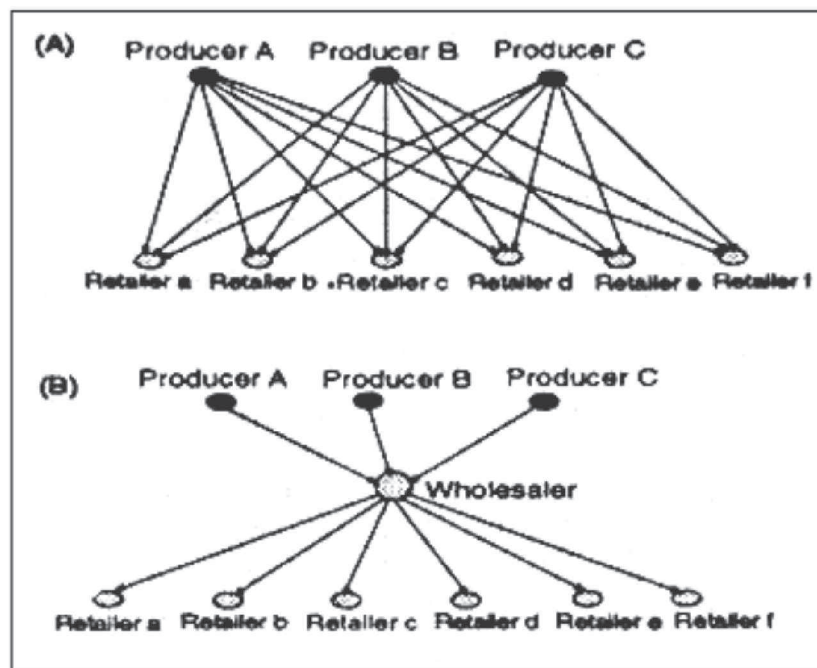 (A)
Producer A Producer B Producer C
Retailer a Retailer b Retailer c Retailer d Retailer e Retailer f
(B)
Producer A Producer B Producer C
Wholesaler
Retailer a Retailer b Retailer c Retailer d Retailer e Retailer f